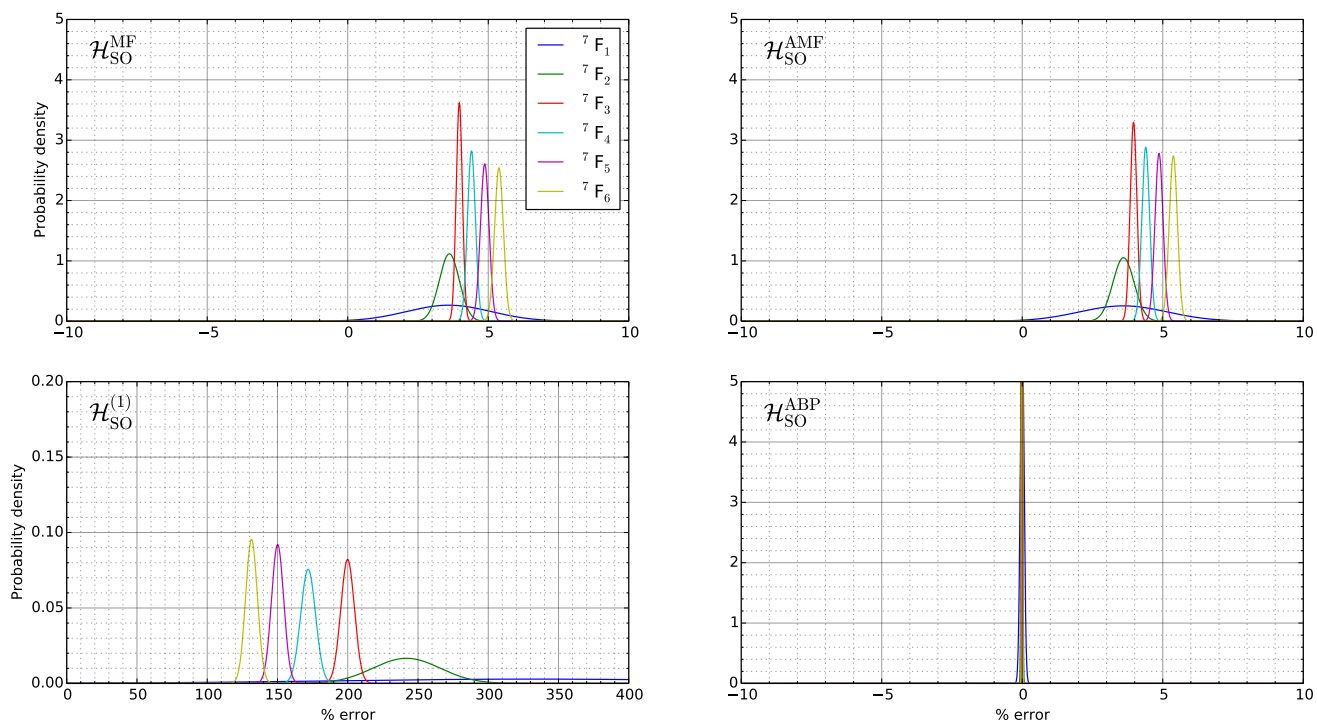 5
4
3
2
1
0
Probability density
ℋ_SO^MF
⁷F₁
⁷F₂
⁷F₃
⁷F₄
⁷F₅
⁷F₆
−10 −5 0 5 10
5
4
3
2
1
0
ℋ_SO^AMF
−10 −5 0 5 10
0.20
0.15
0.10
0.05
0.00
Probability density
ℋ_SO^(1)
0 50 100 150 200 250 300 350 400
% error
5
4
3
2
1
0
ℋ_SO^ABP
−10 −5 0 5 10
% error